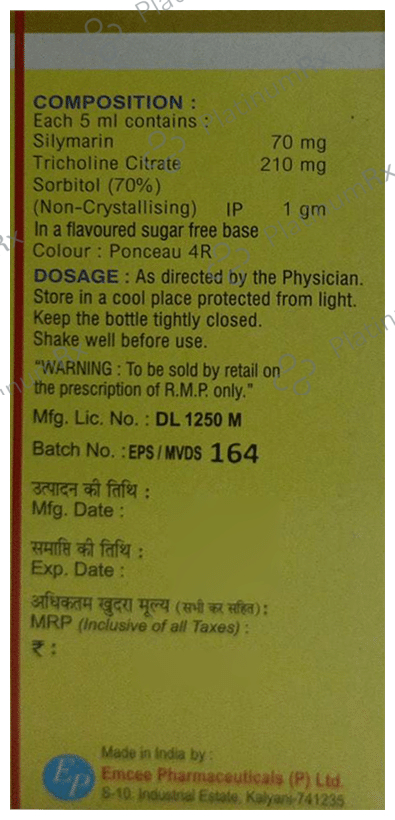 COMPOSITION :
Each 5 ml contains :
Silymarin 70 mg
Tricholine Citrate 210 mg
Sorbitol (70%)
(Non-Crystallising) IP 1 gm
In a flavoured sugar free base
Colour : Ponceau 4R
DOSAGE : As directed by the Physician.
Store in a cool place protected from light.
Keep the bottle tightly closed.
Shake well before use.
"WARNING : To be sold by retail on
the prescription of R.M.P. only."
Mfg. Lic. No. : DL 1250 M
Batch No. : EPS / MVDS 164
उत्पादन की तिथि :
Mfg. Date :
समाप्ति की तिथि :
Exp. Date :
अधिकतम खुदरा मूल्य (सभी कर सहित) :
MRP (Inclusive of all Taxes) :
₹ :
Made in India by :
EP Emcee Pharmaceuticals (P) Ltd.
S-10, Industrial Estate, Kalyani-741235